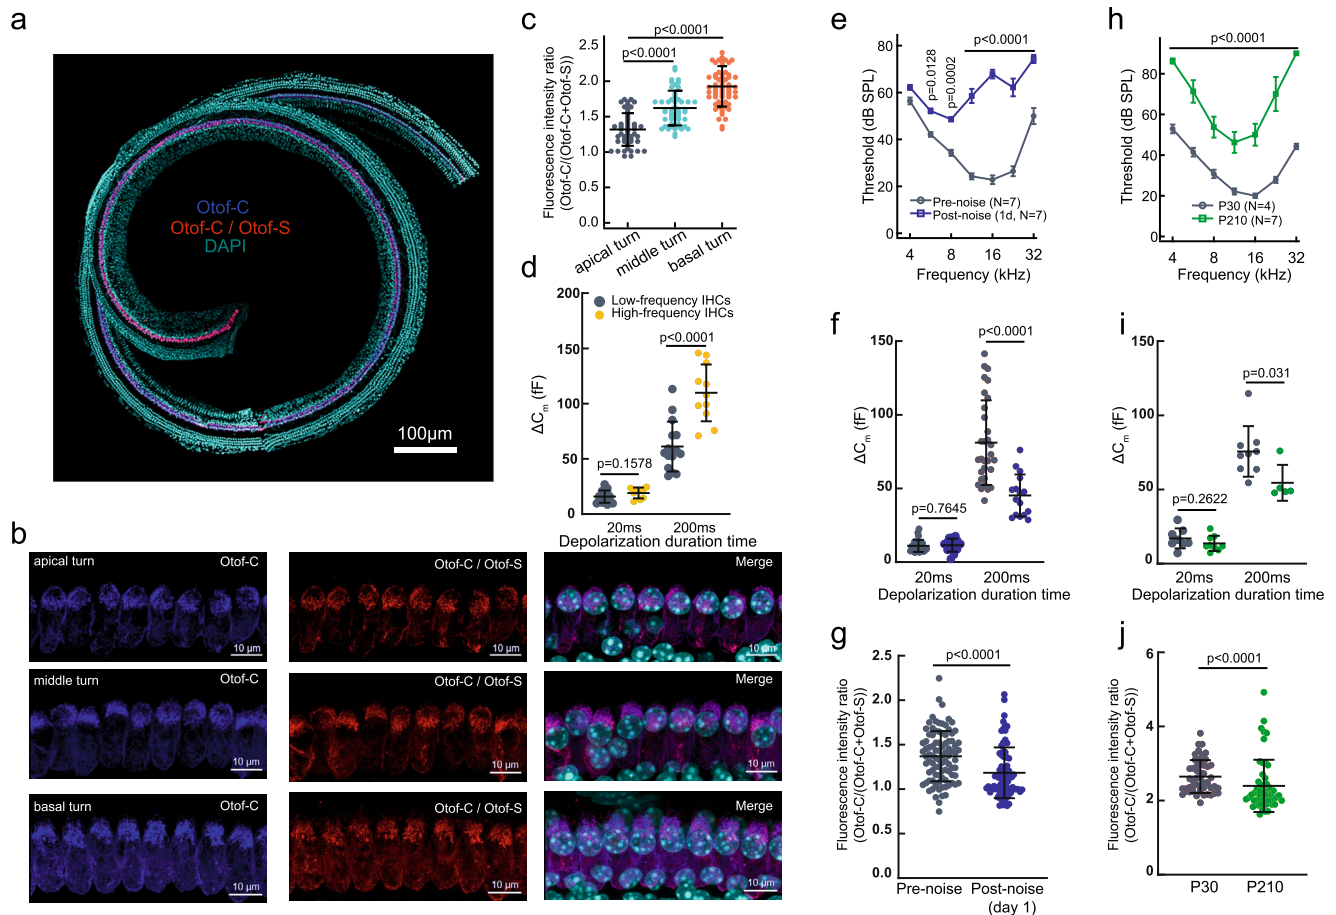 a
Otof-C
Otof-C / Otof-S
DAPI
100µm
b
apical turn
Otof-C
10 µm
Otof-C / Otof-S
10 µm
Merge
10 µm
middle turn
Otof-C
10 µm
Otof-C / Otof-S
10 µm
Merge
10 µm
basal turn
Otof-C
10 µm
Otof-C / Otof-S
10 µm
Merge
10 µm
c
Fluorescence intensity ratio
(Otof-C/(Otof-C+Otof-S))
2.5
2.0
1.5
1.0
0.5
0.0
p<0.0001
p<0.0001
apical turn
middle turn
basal turn
d
ΔCm (fF)
200
150
100
50
0
Low-frequency IHCs
High-frequency IHCs
p<0.0001
p=0.1578
20ms
200ms
Depolarization duration time
e
Threshold (dB SPL)
80
60
40
20
0
p=0.0128
p=0.0002
p<0.0001
Pre-noise (N=7)
Post-noise (1d, N=7)
4
8
16
32
Frequency (kHz)
f
ΔCm (fF)
150
100
50
0
p<0.0001
p=0.7645
20ms
200ms
Depolarization duration time
g
Fluorescence intensity ratio
(Otof-C/(Otof-C+Otof-S))
2.5
2.0
1.5
1.0
0.5
0.0
p<0.0001
Pre-noise
Post-noise
(day 1)
h
Threshold (dB SPL)
80
60
40
20
0
p<0.0001
P30 (N=4)
P210 (N=7)
4
8
16
32
Frequency (kHz)
i
ΔCm (fF)
150
100
50
0
p=0.031
p=0.2622
20ms
200ms
Depolarization duration time
j
Fluorescence intensity ratio
(Otof-C/(Otof-C+Otof-S))
6
4
2
0
p<0.0001
P30
P210